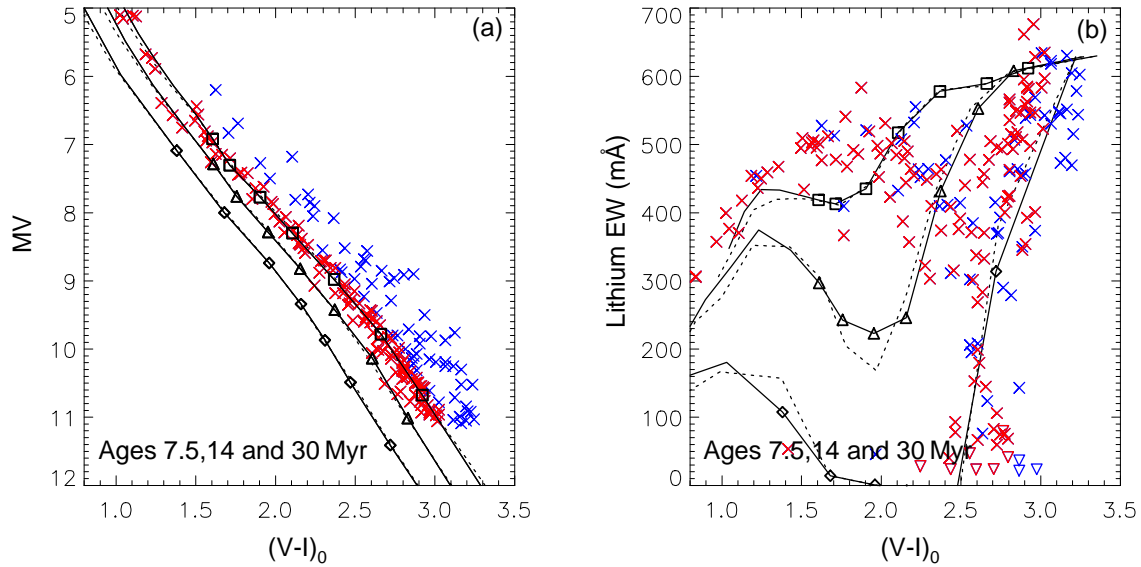 (a)
5
6
7
8
9
10
11
12
MV
1.0 1.5 2.0 2.5 3.0 3.5
(V-I)0
Ages 7.5,14 and 30 Myr
(b)
700
600
500
400
300
200
100
0
Lithium EW (mÅ)
1.0 1.5 2.0 2.5 3.0 3.5
(V-I)0
Ages 7.5,14 and 30 Myr